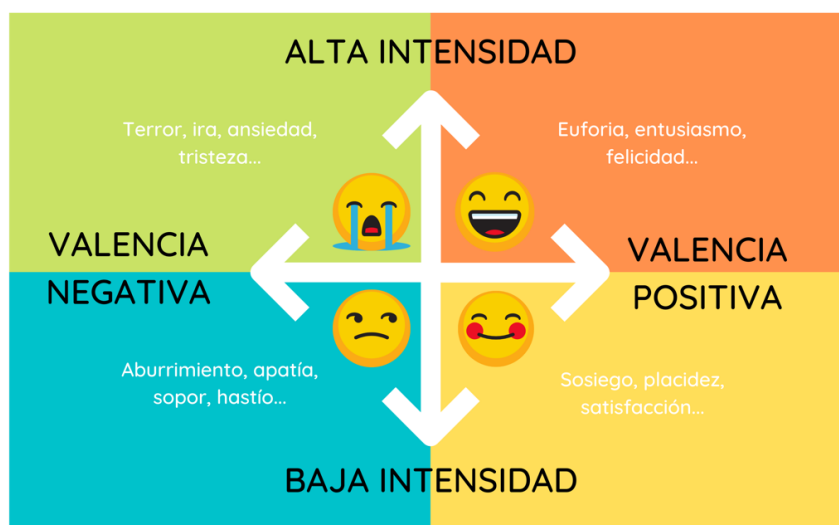 ALTA INTENSIDAD
Terror, ira, ansiedad,
tristeza...
Euforia, entusiasmo,
felicidad...
VALENCIA
NEGATIVA
VALENCIA
POSITIVA
Aburrimiento, apatía,
sopor, hastío...
Sosiego, placidez,
satisfacción...
BAJA INTENSIDAD